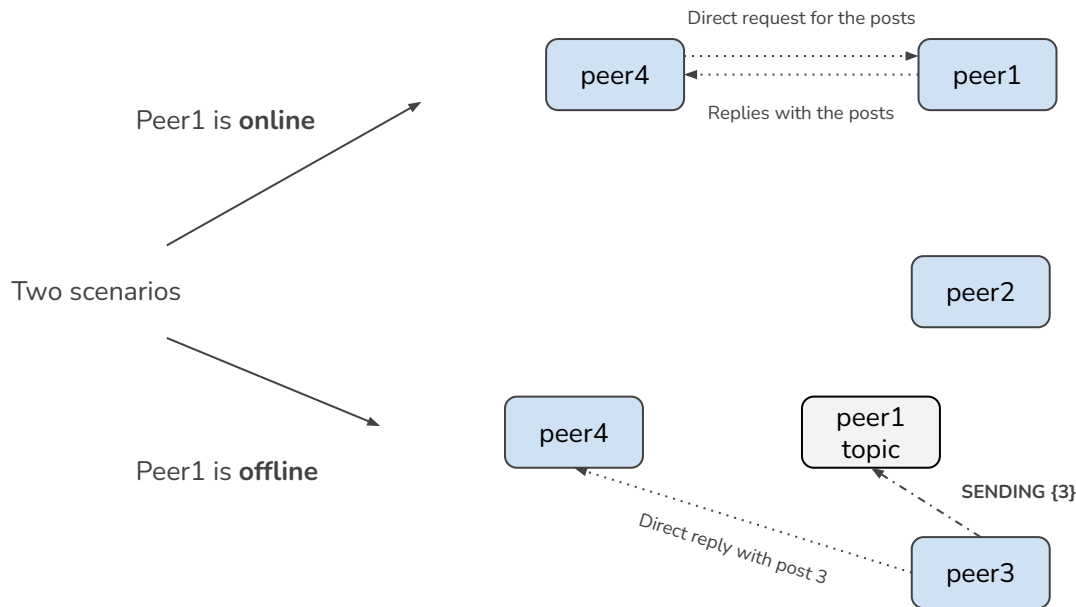 Direct request for the posts
peer4
peer1
Replies with the posts
Peer1 is online
Two scenarios
peer2
peer4
peer1
topic
Peer1 is offline
SENDING {3}
Direct reply with post 3
peer3